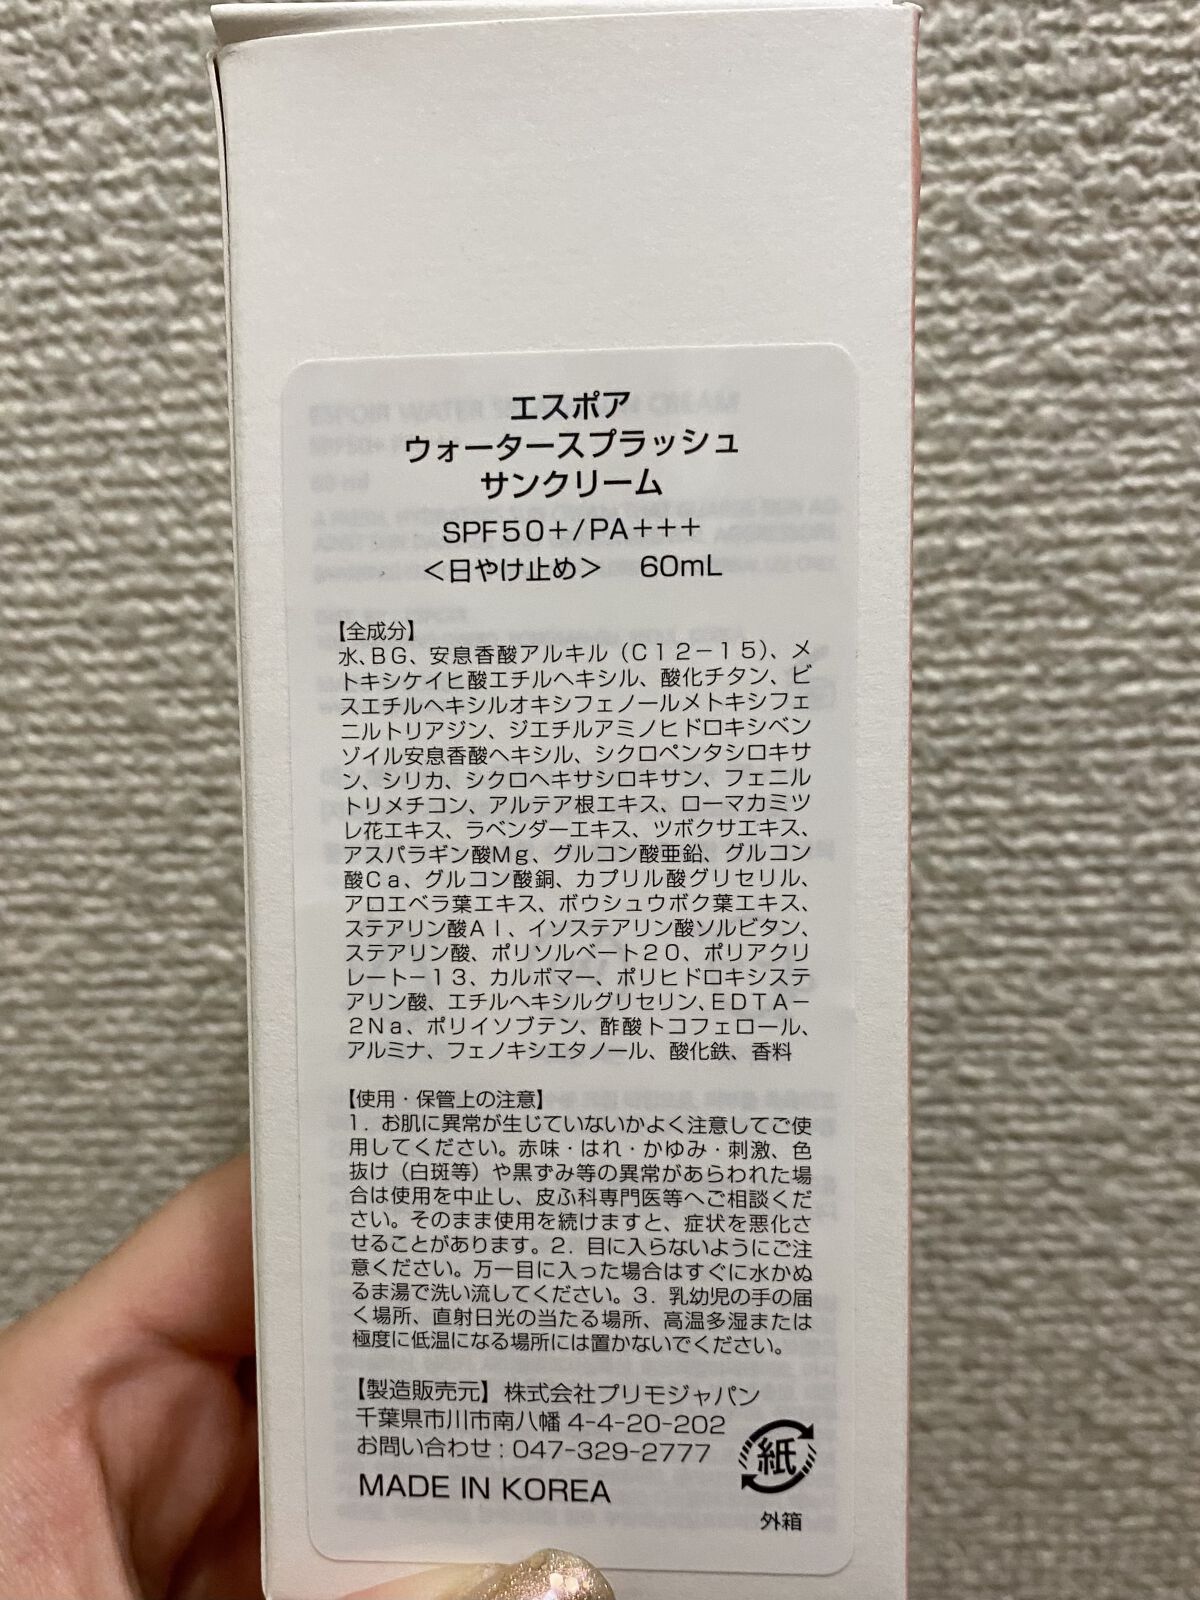 エスポア
ウォータースプラッシュ
サンクリーム
SPF50+/PA+++
<日やけ止め> 60mL
【全成分】
水、BG、安息香酸アルキル(C12-15)、メ
トキシケイヒ酸エチルヘキシル、酸化チタン、ビ
スエチルヘキシルオキシフェノールメトキシフェ
ニルトリアジン、ジエチルアミノヒドロキシベン
ゾイル安息香酸ヘキシル、シクロペンタシロキサ
ン、シリカ、シクロヘキサシロキサン、フェニル
トリメチコン、アルテア根エキス、ローマカミツ
レ花エキス、ラベンダーエキス、ツボクサエキス、
アスパラギン酸Mg、グルコン酸亜鉛、グルコン
酸Ca、グルコン酸銅、カプリル酸グリセリル、
アロエベラ葉エキス、ボウシュウボク葉エキス、
ステアリン酸Al、イソステアリン酸ソルビタン、
ステアリン酸、ポリソルベート20、ポリアクリ
レート-13、カルボマー、ポリヒドロキシステ
アリン酸、エチルヘキシルグリセリン、EDTA-
2Na、ポリイソブテン、酢酸トコフェロール、
アルミナ、フェノキシエタノール、酸化鉄、香料
【使用・保管上の注意】
1. お肌に異常が生じていないかよく注意してご使
用してください。赤味・はれ・かゆみ・刺激、色
抜け(白斑等)や黒ずみ等の異常があらわれた場
合は使用を中止し、皮ふ科専門医等へご相談くだ
さい。そのまま使用を続けますと、症状を悪化さ
せることがあります。2. 目に入らないようにご注
意ください。万一目に入った場合はすぐに水かぬ
るま湯で洗い流してください。3. 乳幼児の手の届
く場所、直射日光の当たる場所、高温多湿または
極度に低温になる場所には置かないでください。
【製造販売元】株式会社プリモジャパン
千葉県市川市南八幡 4-4-20-202
お問い合わせ:047-329-2777
MADE IN KOREA
紙
外箱